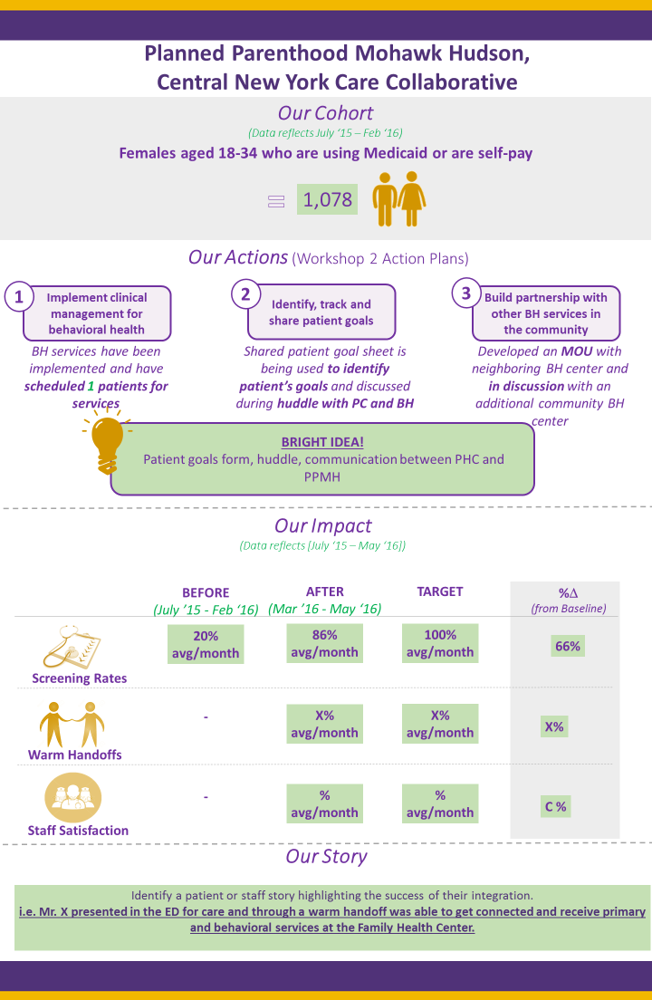 Planned Parenthood Mohawk Hudson,
Central New York Care Collaborative
Our Cohort
(Data reflects July ‘15 – Feb ‘16)
Females aged 18-34 who are using Medicaid or are self-pay
= 1,078
Our Actions (Workshop 2 Action Plans)
1
Implement clinical
management for
behavioral health
BH services have been
implemented and have
scheduled 1 patients for
services
2
Identify, track and
share patient goals
Shared patient goal sheet is
being used to identify
patient’s goals and discussed
during huddle with PC and BH
3
Build partnership with
other BH services in
the community
Developed an MOU with
neighboring BH center and
in discussion with an
additional community BH
center
BRIGHT IDEA!
Patient goals form, huddle, communication between PHC and
PPMH
Our Impact
(Data reflects [July ‘15 – May ‘16])
BEFORE AFTER TARGET %Δ
(July ’15 - Feb ‘16) (Mar ’16 - May ‘16) (from Baseline)
20% 86% 100% 66%
avg/month avg/month avg/month
Screening Rates
- X% X% X%
avg/month avg/month
Warm Handoffs
- % % C %
avg/month avg/month
Staff Satisfaction
Our Story
Identify a patient or staff story highlighting the success of their integration.
i.e. Mr. X presented in the ED for care and through a warm handoff was able to get connected and receive primary
and behavioral services at the Family Health Center.